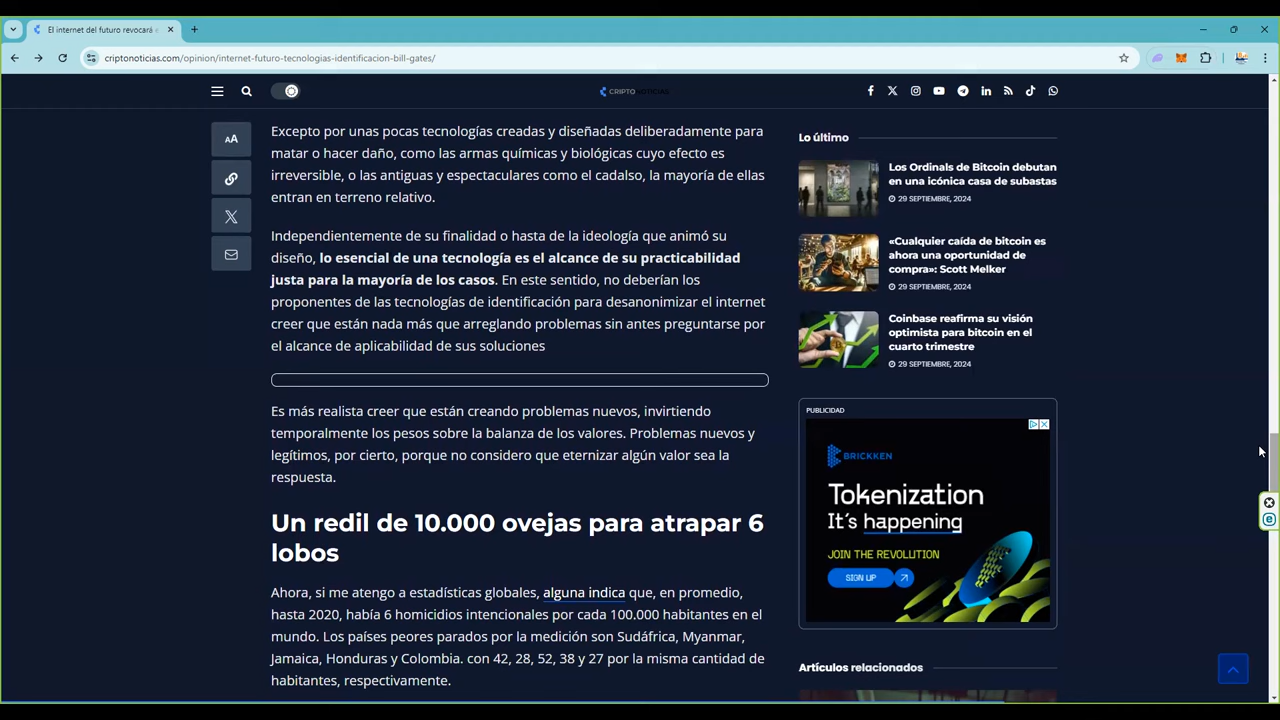 El internet del futuro revocará e
criptonoticias.com/opinion/internet-futuro-tecnologias-identificacion-bill-gates/
CRIPTONOTICIAS
AA
Excepto por unas pocas tecnologías creadas y diseñadas deliberadamente para
matar o hacer daño, como las armas químicas y biológicas cuyo efecto es
irreversible, o las antiguas y espectaculares como el cadalso, la mayoría de ellas
entran en terreno relativo.
Independientemente de su finalidad o hasta de la ideología que animó su
diseño, lo esencial de una tecnología es el alcance de su practicabilidad
justa para la mayoría de los casos. En este sentido, no deberían los
proponentes de las tecnologías de identificación para desanonimizar el internet
creer que están nada más que arreglando problemas sin antes preguntarse por
el alcance de aplicabilidad de sus soluciones
Es más realista creer que están creando problemas nuevos, invirtiendo
temporalmente los pesos sobre la balanza de los valores. Problemas nuevos y
legítimos, por cierto, porque no considero que eternizar algún valor sea la
respuesta.
Un redil de 10.000 ovejas para atrapar 6
lobos
Ahora, si me atengo a estadísticas globales, alguna indica que, en promedio,
hasta 2020, había 6 homicidios intencionales por cada 100.000 habitantes en el
mundo. Los países peores parados por la medición son Sudáfrica, Myanmar,
Jamaica, Honduras y Colombia. con 42, 28, 52, 38 y 27 por la misma cantidad de
habitantes, respectivamente.
Lo último
Los Ordinals de Bitcoin debutan
en una icónica casa de subastas
29 SEPTIEMBRE, 2024
«Cualquier caída de bitcoin es
ahora una oportunidad de
compra»: Scott Melker
29 SEPTIEMBRE, 2024
Coinbase reafirma su visión
optimista para bitcoin en el
cuarto trimestre
29 SEPTIEMBRE, 2024
PUBLICIDAD
BRICKKEN
Tokenization
It's happening
JOIN THE REVOLUTION
SIGN UP
Artículos relacionados